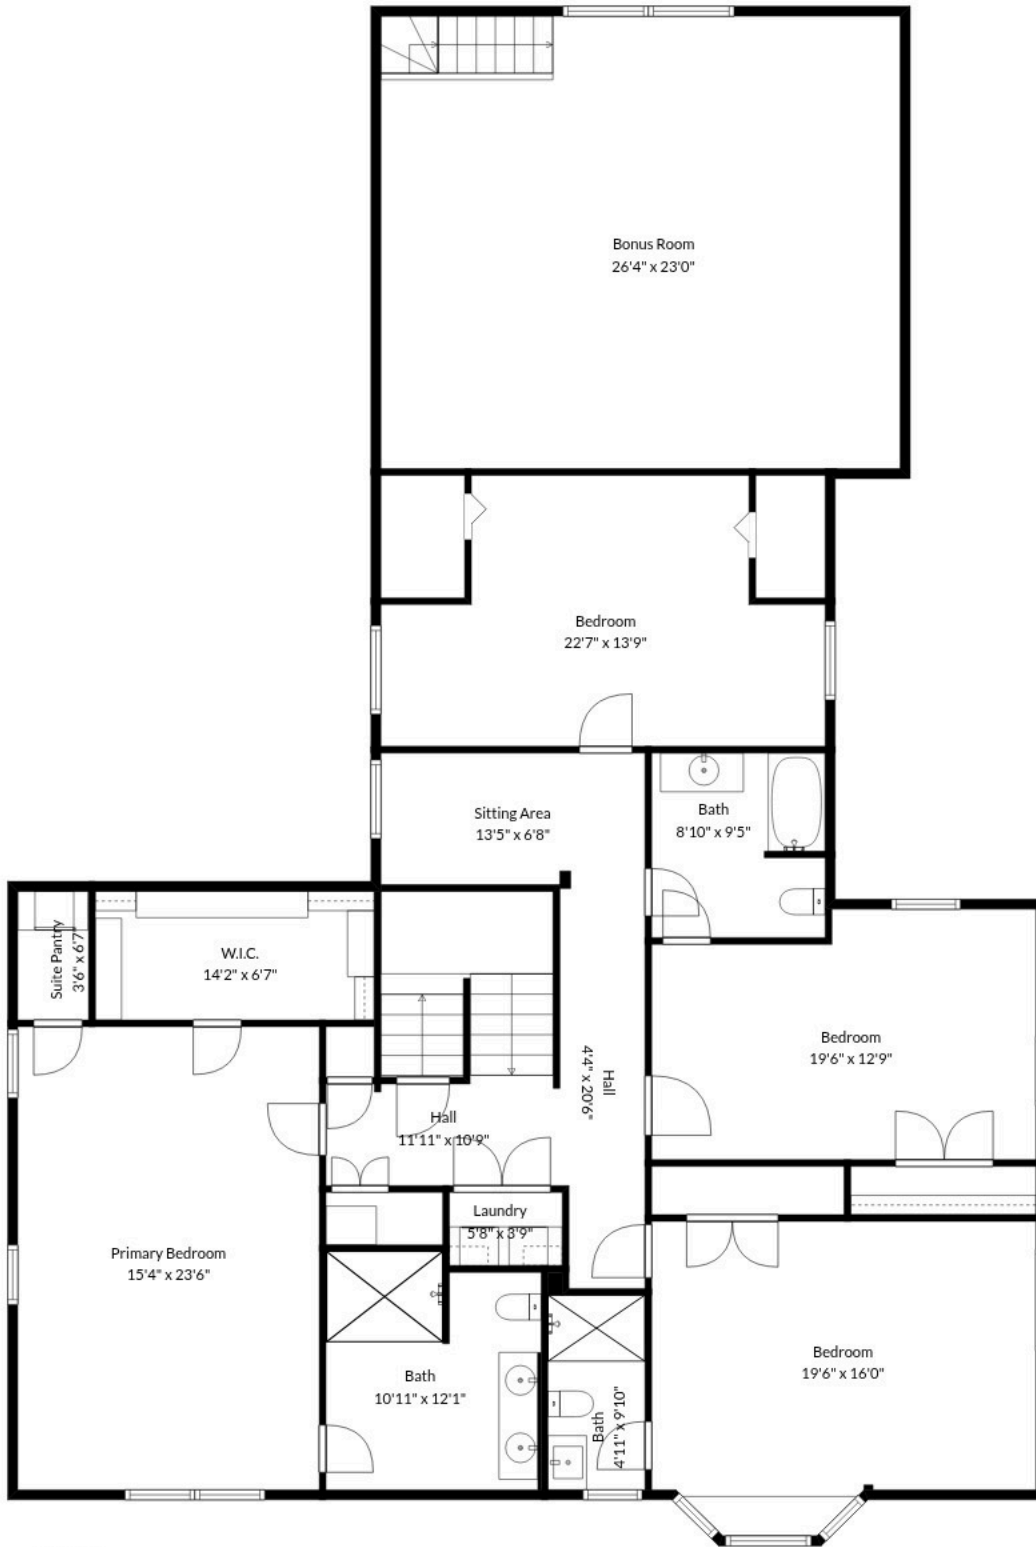 Bonus Room
26'4" x 23'0"
Bedroom
22'7" x 13'9"
Sitting Area
13'5" x 6'8"
Bath
8'10" x 9'5"
Suite Pantry
3'6" x 6'7"
W.I.C.
14'2" x 6'7"
Bedroom
19'6" x 12'9"
Hall
4'4" x 20'6"
Hall
11'11" x 10'9"
Laundry
5'8" x 3'9"
Primary Bedroom
15'4" x 23'6"
Bedroom
19'6" x 16'0"
Bath
10'11" x 12'1"
Bath
4'11" x 9'10"